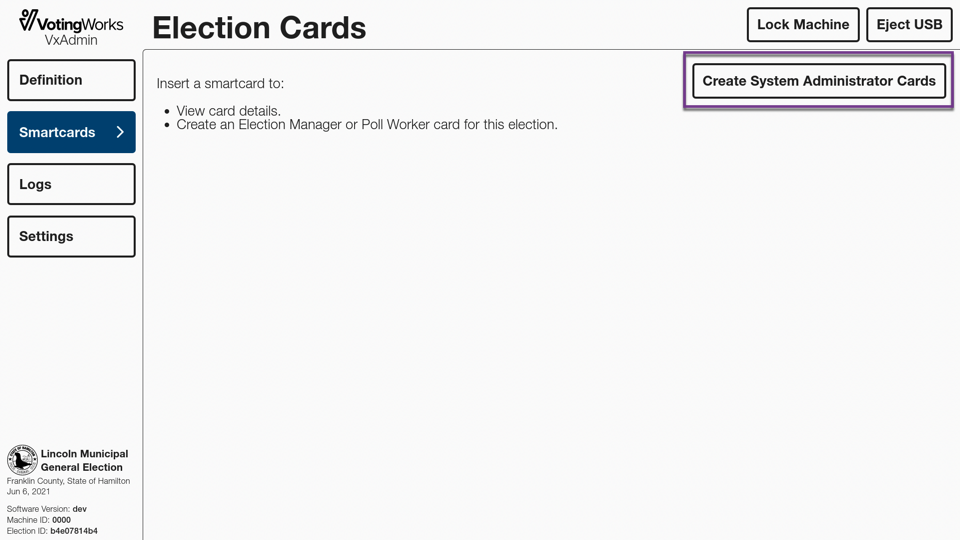 VotingWorks
VxAdmin
Election Cards
Lock Machine
Eject USB
Definition
Smartcards
Logs
Settings
Insert a smartcard to:
• View card details.
• Create an Election Manager or Poll Worker card for this election.
Create System Administrator Cards
Lincoln Municipal
General Election
Franklin County, State of Hamilton
Jun 6, 2021
Software Version: dev
Machine ID: 0000
Election ID: b4e07814b4